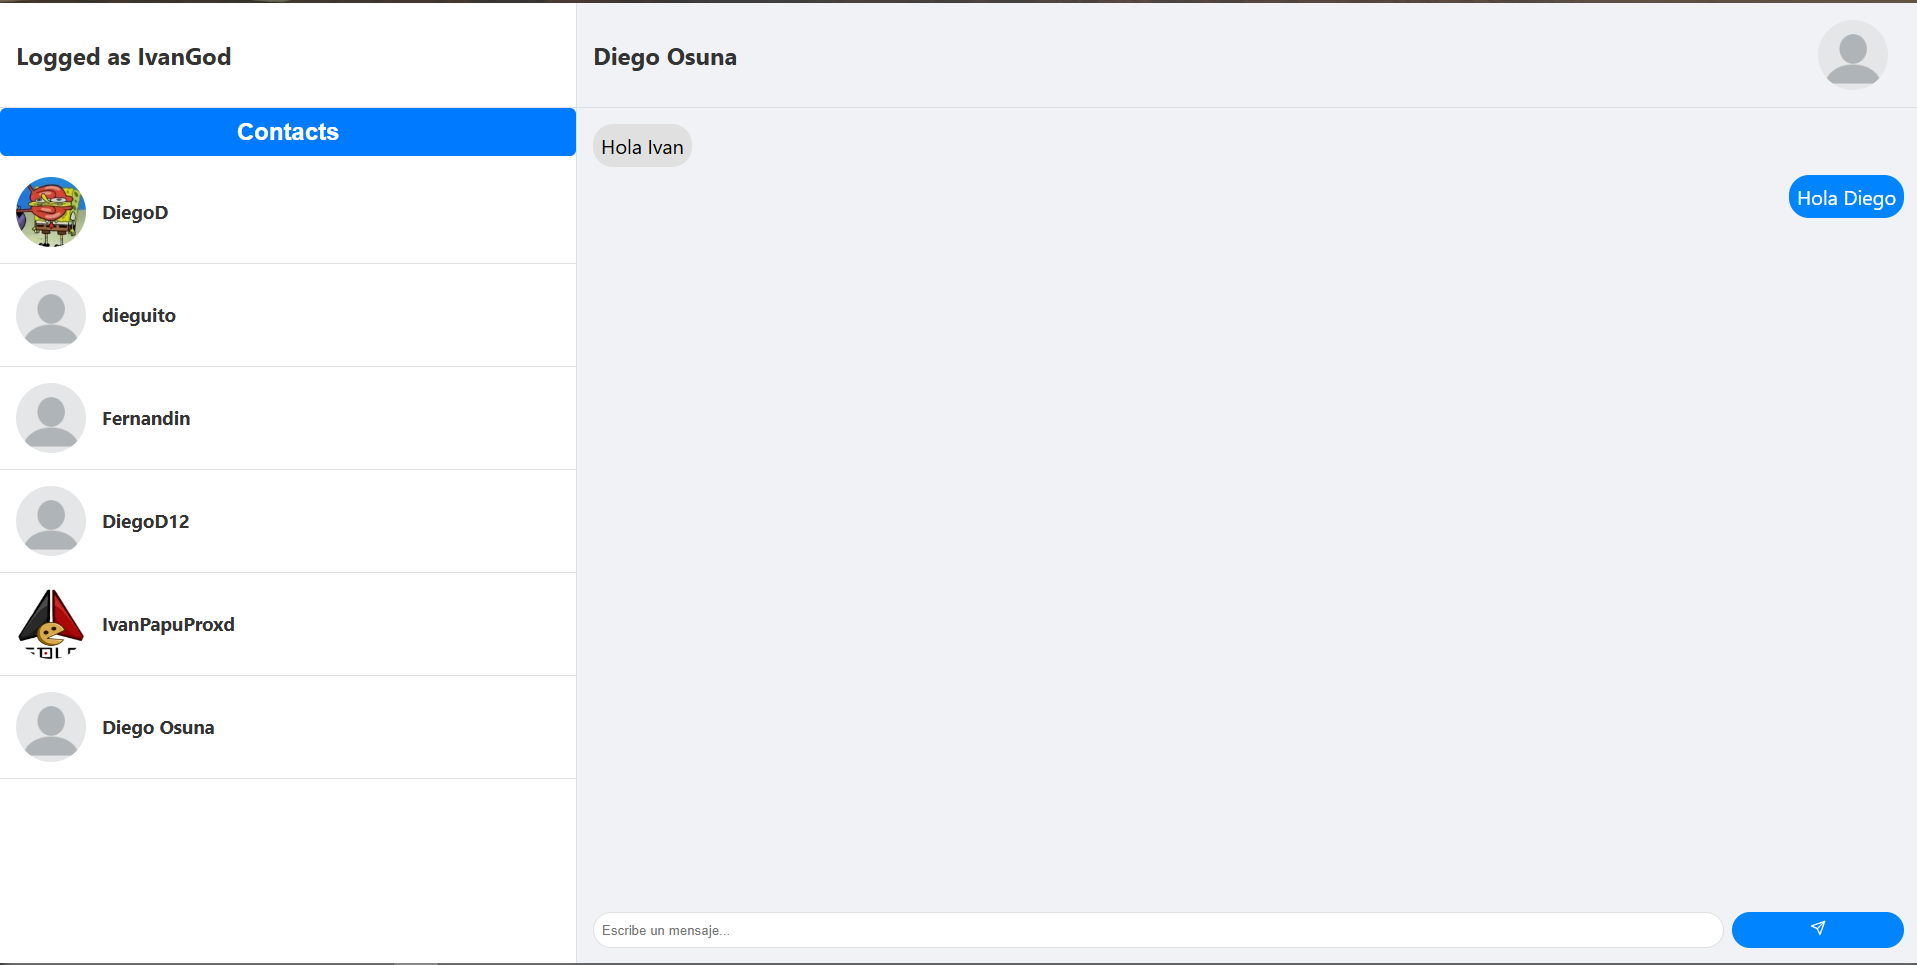 Logged as IvanGod
Contacts
DiegoD
dieguito
Fernandin
DiegoD12
IvanPapuProxd
Diego Osuna
Diego Osuna
Hola Ivan
Hola Diego
Escribe un mensaje...